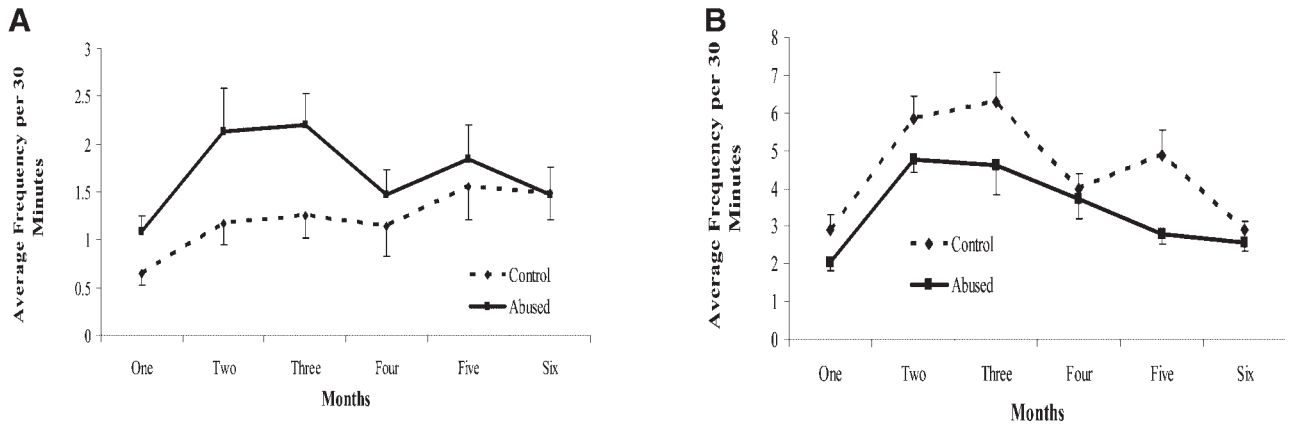 A
Average Frequency per 30
Minutes
3
2.5
2
1.5
1
0.5
0
One Two Three Four Five Six
Months
Control
Abused
B
Average Frequency per 30
Minutes
8
7
6
5
4
3
2
1
0
One Two Three Four Five Six
Months
Control
Abused